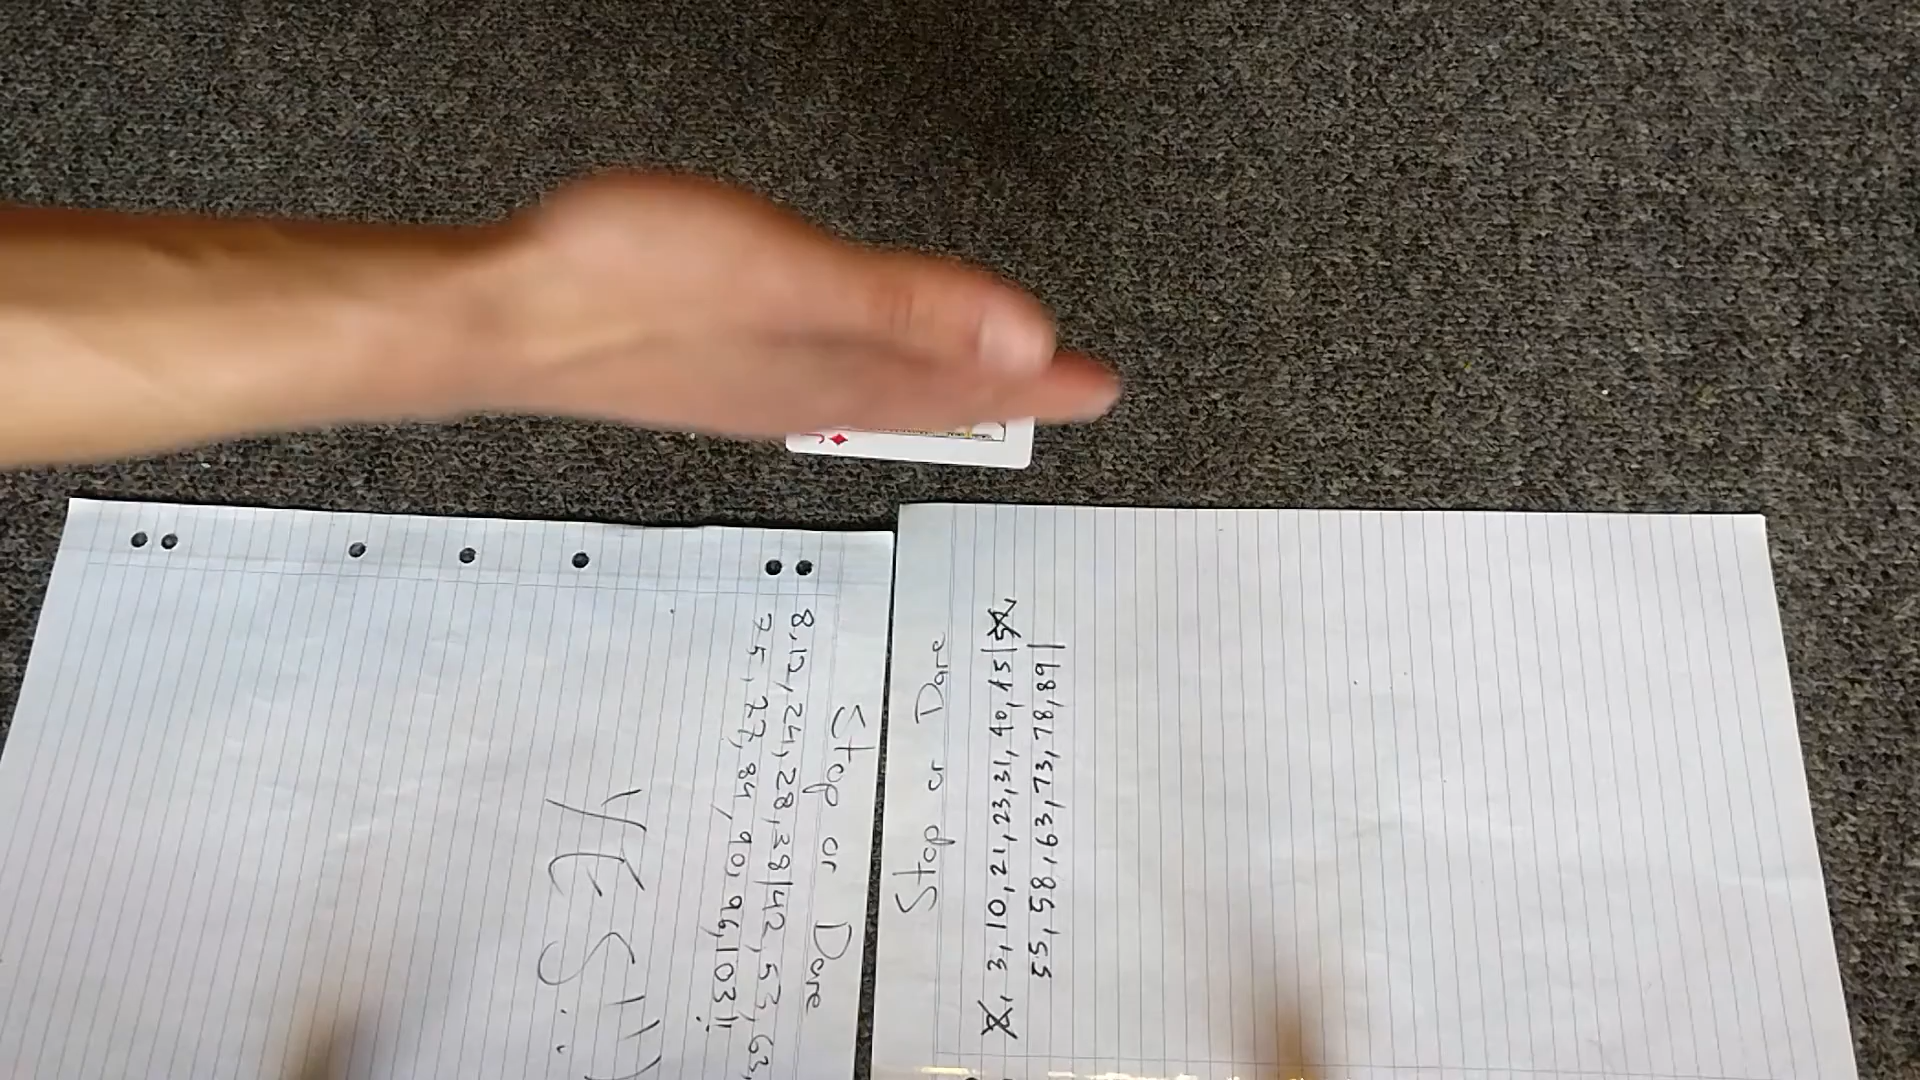 Stop or Dare
8,12,24,28,38|42,53,63,
75,77,84,90,96,103!!
YES!!)
Stop or Dare
3,10,21,23,31,40,45|
55,58,63,73,78,89|